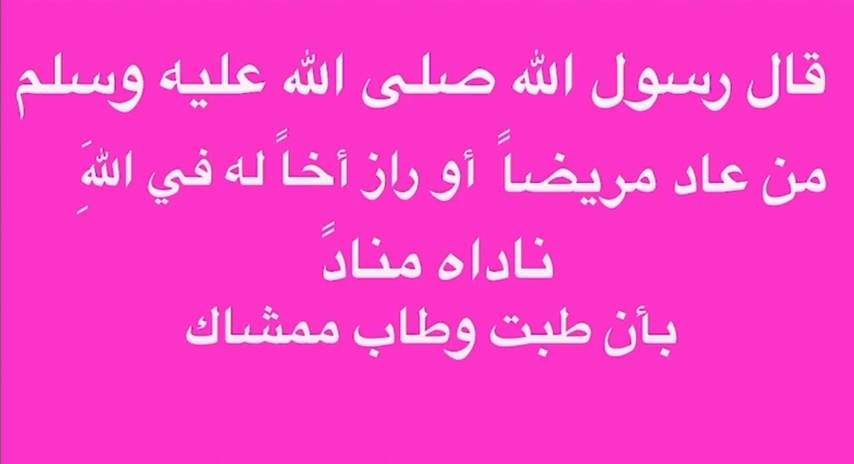 قال رسول الله صلى الله عليه وسلم
من عاد مريضاً أو راز أخاً له في اللهَِ
ناداه منادً
بأن طبت وطاب ممشاك